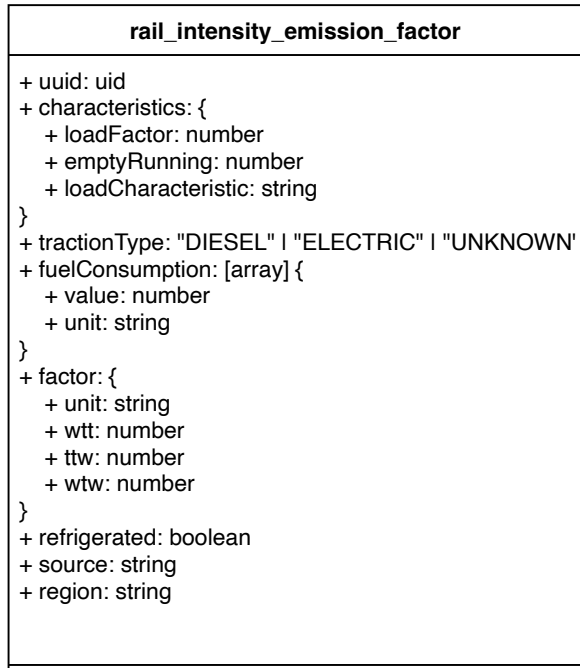 rail_intensity_emission_factor
+ uuid: uid
+ characteristics: {
+ loadFactor: number
+ emptyRunning: number
+ loadCharacteristic: string
}
+ tractionType: "DIESEL" | "ELECTRIC" | "UNKNOWN"
+ fuelConsumption: [array] {
+ value: number
+ unit: string
}
+ factor: {
+ unit: string
+ wtt: number
+ ttw: number
+ wtw: number
}
+ refrigerated: boolean
+ source: string
+ region: string